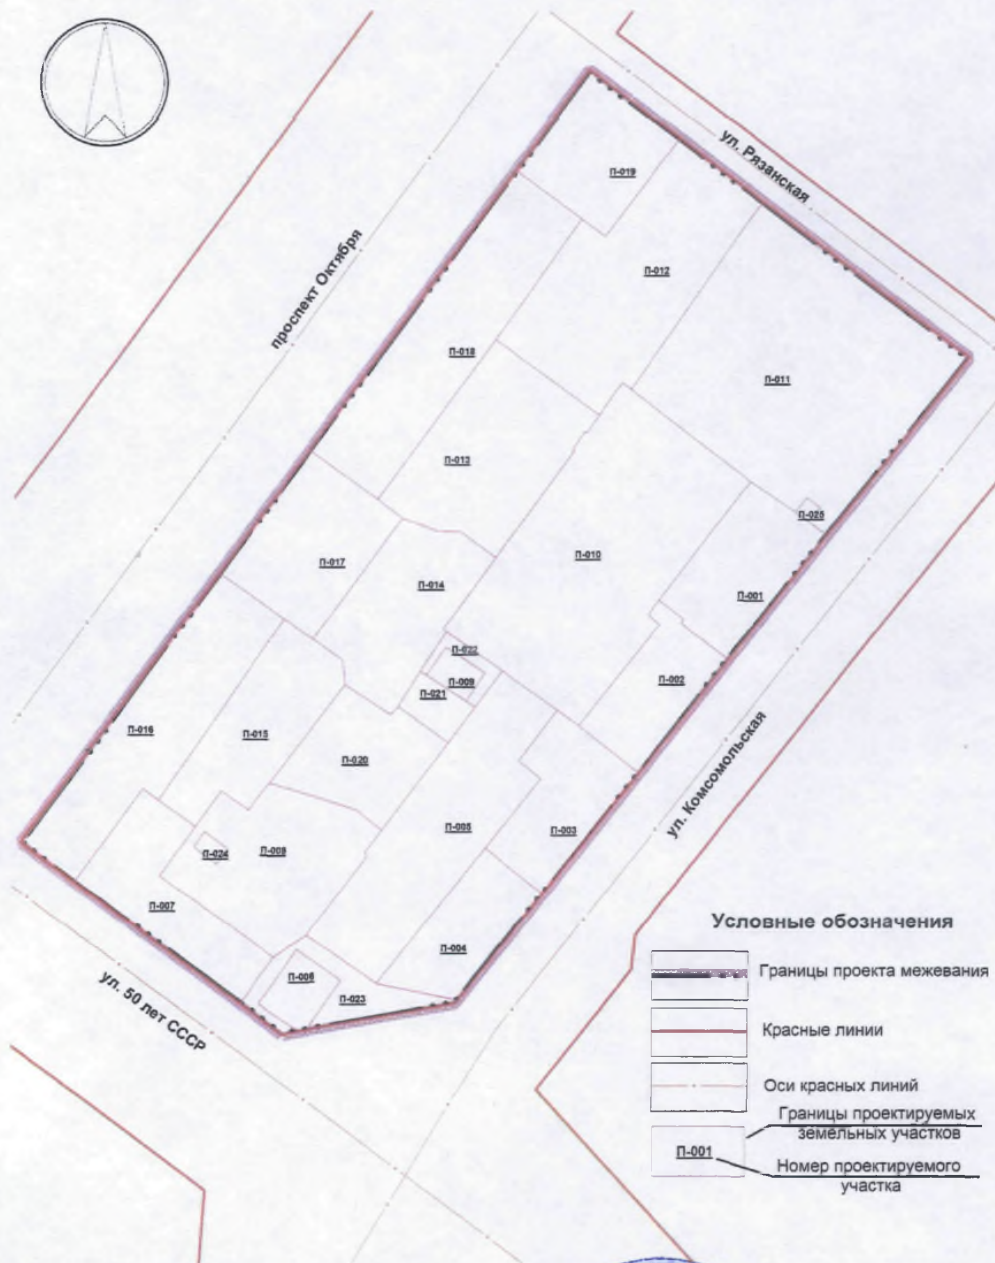 ул. Рязанская
П-019
проспект Октября
П-012
П-018
П-011
П-013
П-025
П-010
П-017
П-014
П-001
П-022
П-002
П-009
П-021
П-016
П-015
П-020
ул. Комсомольская
П-005
П-003
П-024
П-008
П-007
П-004
П-006
П-023
ул. 50 лет СССР
Условные обозначения
Границы проекта межевания
Красные линии
Оси красных линий
Границы проектируемых
земельных участков
П-001
Номер проектируемого
участка